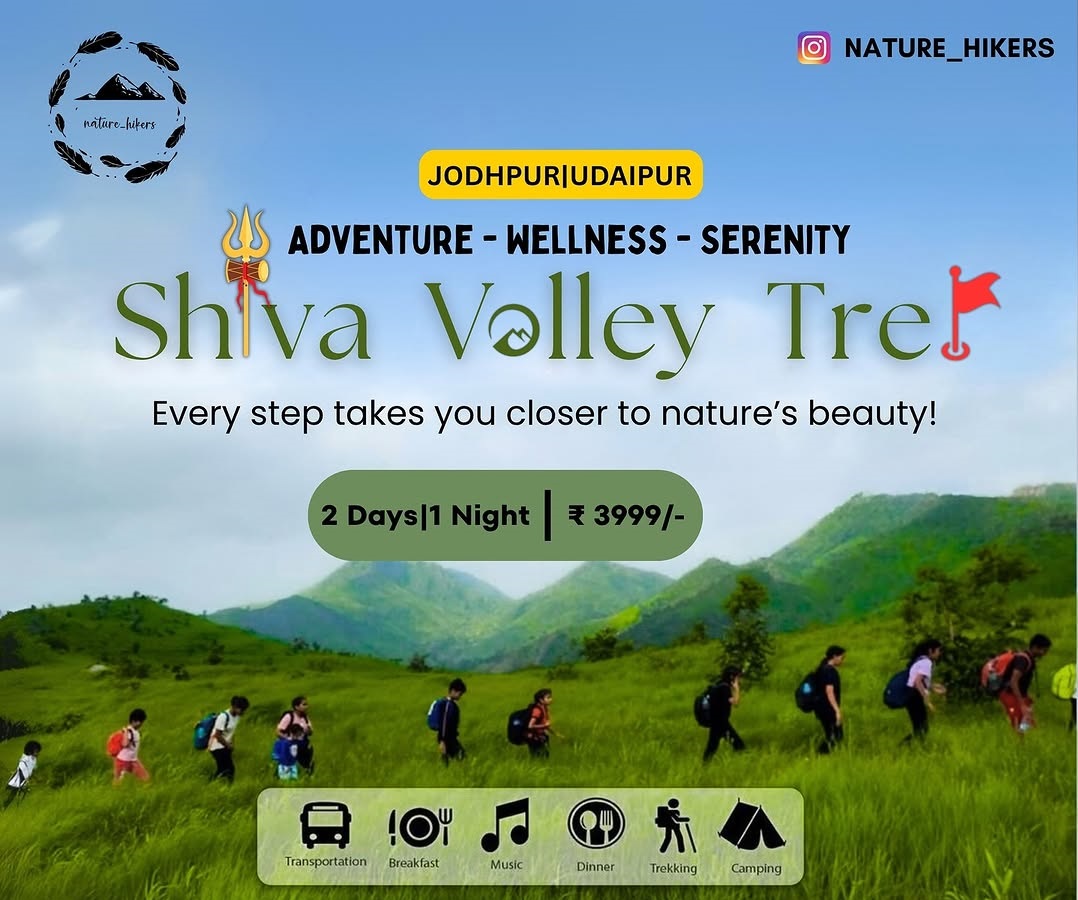 NATURE_HIKERS
nature_hikers
JODHPUR|UDAIPUR
ADVENTURE - WELLNESS - SERENITY
Shiva Volley Tre
Every step takes you closer to nature's beauty!
2 Days|1 Night | ₹ 3999/-
Transportation Breakfast Music Dinner Trekking Camping